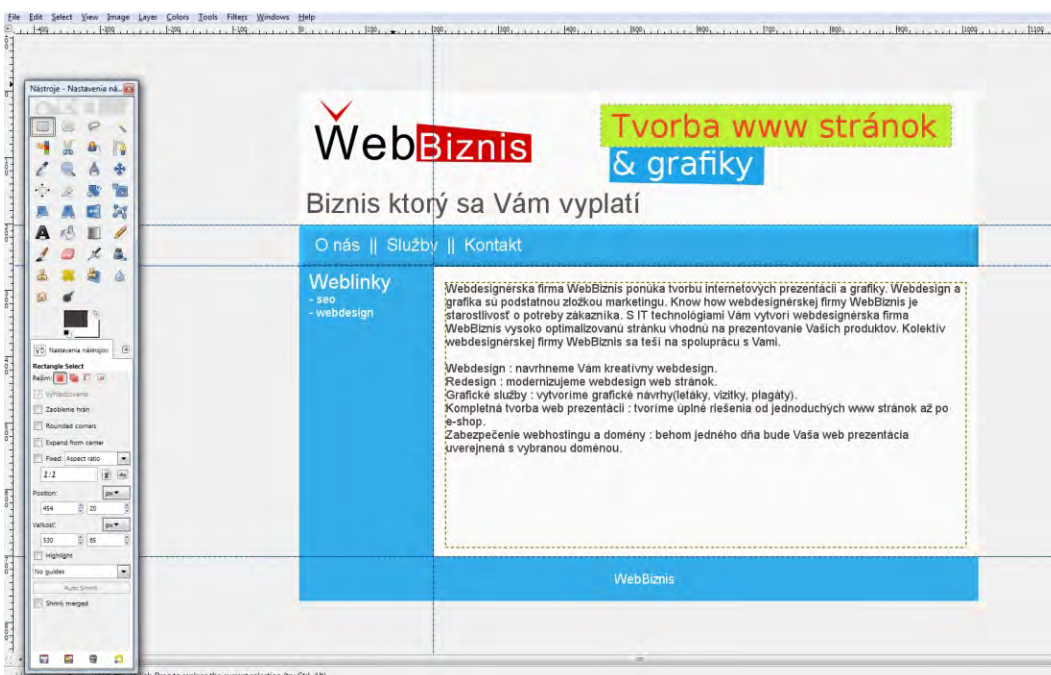 File Edit Select View Image Layer Colors Tools Filters Windows Help
Nástroje - Nastavenia ná...
Nastavenia nástrojov
Rectangle Select
Režim:
Vyhladzovanie
Zaoblenie hrán
Rounded corners
Expand from center
Fixed: Aspect ratio
1:1
Position: px
454 20
Veľkosť: px
530 65
Highlight
No guides
Auto Shrink
Shrink merged
WebBiznis
Tvorba www stránok
& grafiky
Biznis ktorý sa Vám vyplatí
O nás || Služby || Kontakt
Weblinky
- seo
- webdesign
Webdesignérska firma WebBiznis ponúka tvorbu internetových prezentácii a grafiky. Webdesign a
grafika sú podstatnou zložkou marketingu. Know how webdesignérskej firmy WebBiznis je
starostlivosť o potreby zákazníka. S IT technológiami Vám vytvorí webdesignérska firma
WebBiznis vysoko optimalizovanú stránku vhodnú na prezentovanie Vašich produktov. Kolektív
webdesignérskej firmy WebBiznis sa teší na spoluprácu s Vami.
Webdesign : navrhneme Vám kreatívny webdesign.
Redesign : modernizujeme webdesign web stránok.
Grafické služby : vytvoríme grafické návrhy(letáky, vizitky, plagáty).
Kompletná tvorba web prezentácii : tvoríme úplné riešenia od jednoduchých www stránok až po
e-shop.
Zabezpečenie webhostingu a domény : behom jedného dňa bude Vaša web prezentácia
uverejnená s vybranou doménou.
WebBiznis